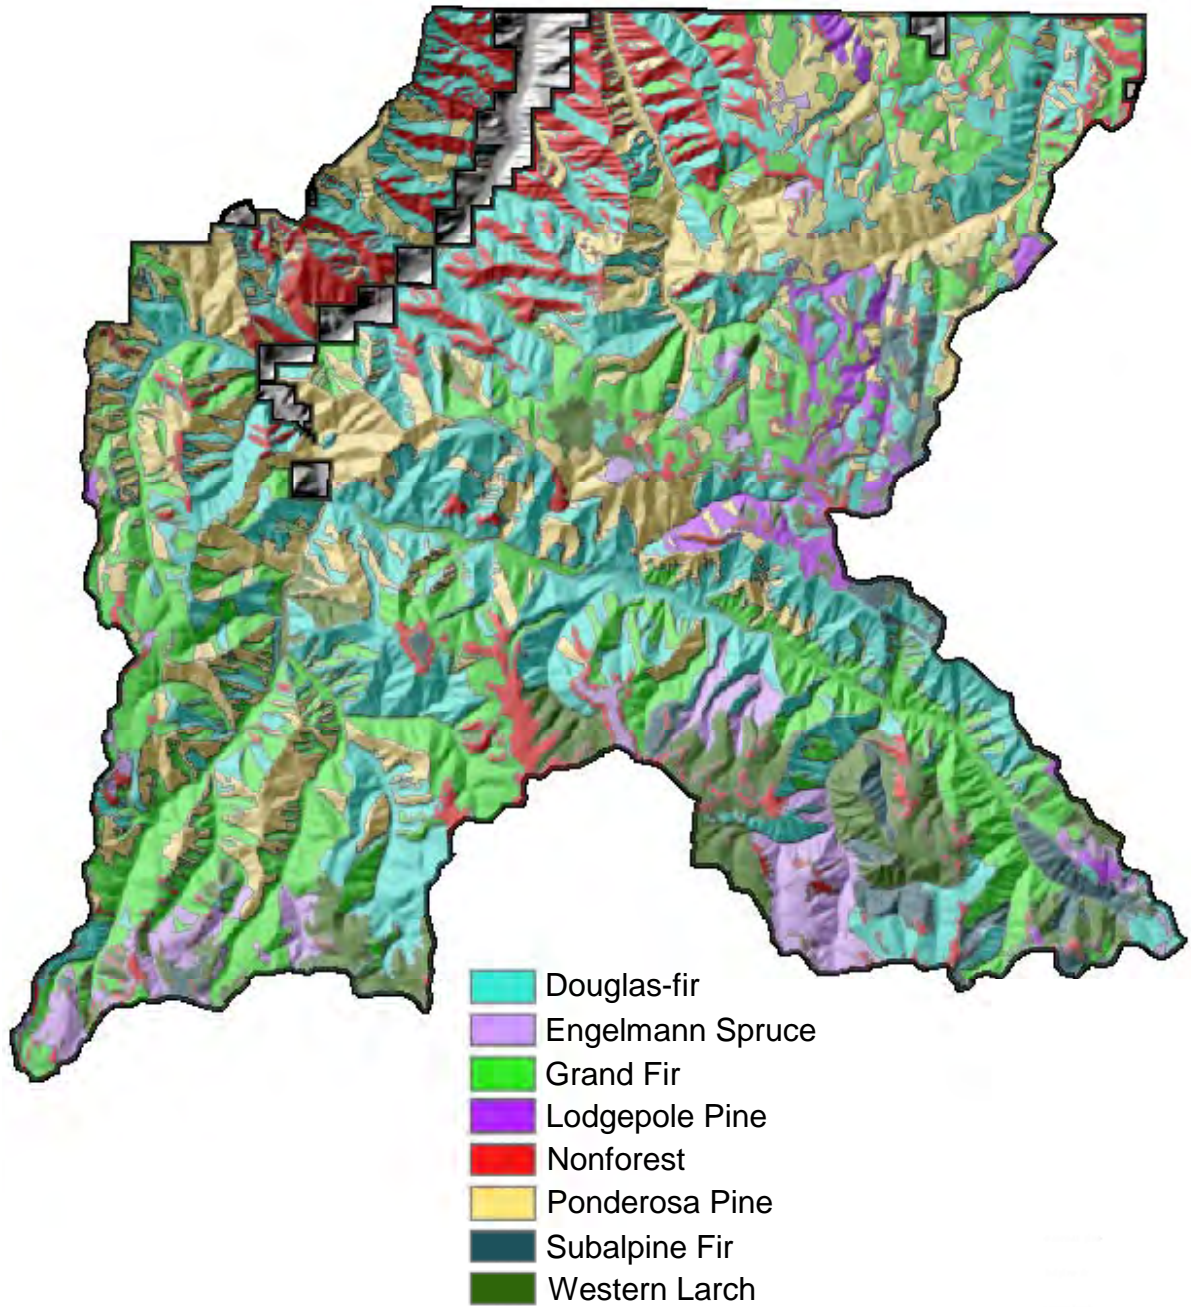 Douglas-fir
Engelmann Spruce
Grand Fir
Lodgepole Pine
Nonforest
Ponderosa Pine
Subalpine Fir
Western Larch